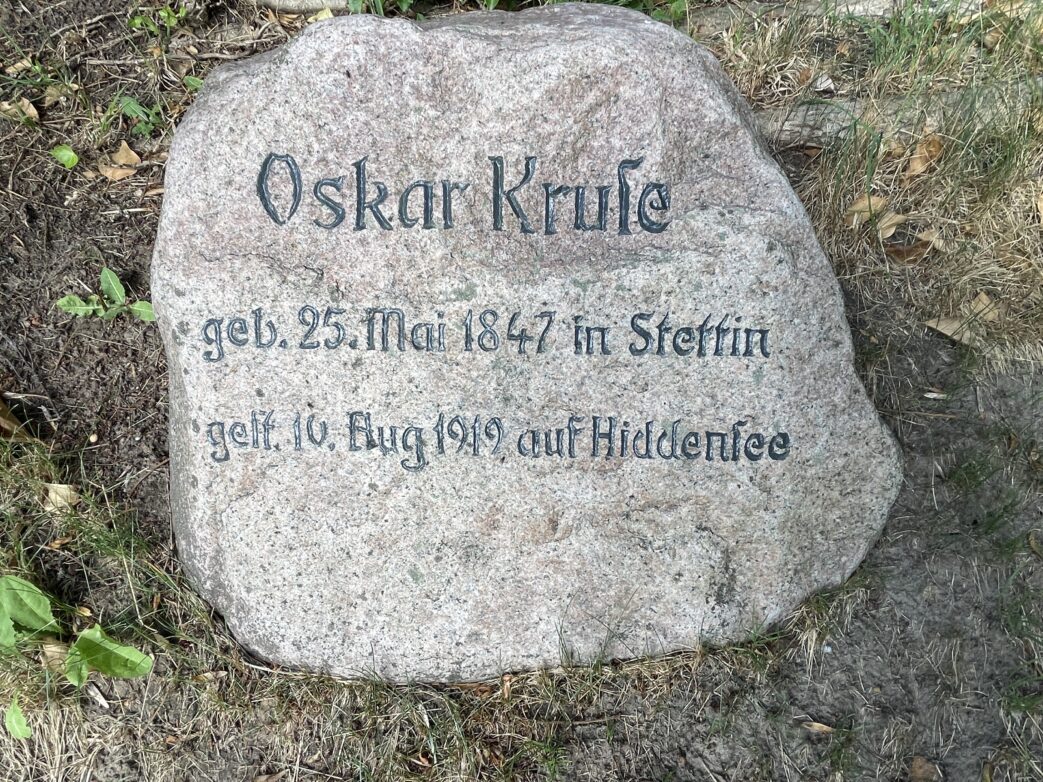 Oskar Kruſe
geb. 25. Mai 1847 in Stettin
geſt. 10. Aug 1919 auf Hiddenſee